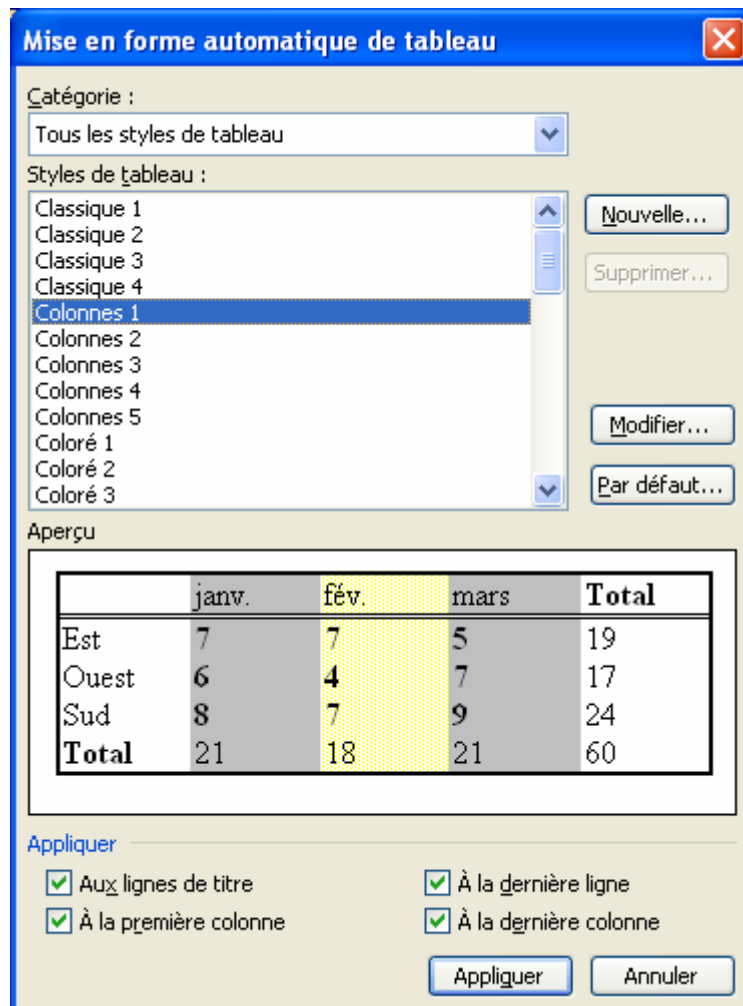 Mise en forme automatique de tableau
Catégorie :
Tous les styles de tableau
Styles de tableau :
Classique 1
Classique 2
Classique 3
Classique 4
Colonnes 1
Colonnes 2
Colonnes 3
Colonnes 4
Colonnes 5
Coloré 1
Coloré 2
Coloré 3
Nouvelle...
Supprimer...
Modifier...
Par défaut...
Aperçu
janv. fév. mars Total
Est 7 7 5 19
Ouest 6 4 7 17
Sud 8 7 9 24
Total 21 18 21 60
Appliquer
Aux lignes de titre À la dernière ligne
À la première colonne À la dernière colonne
Appliquer Annuler